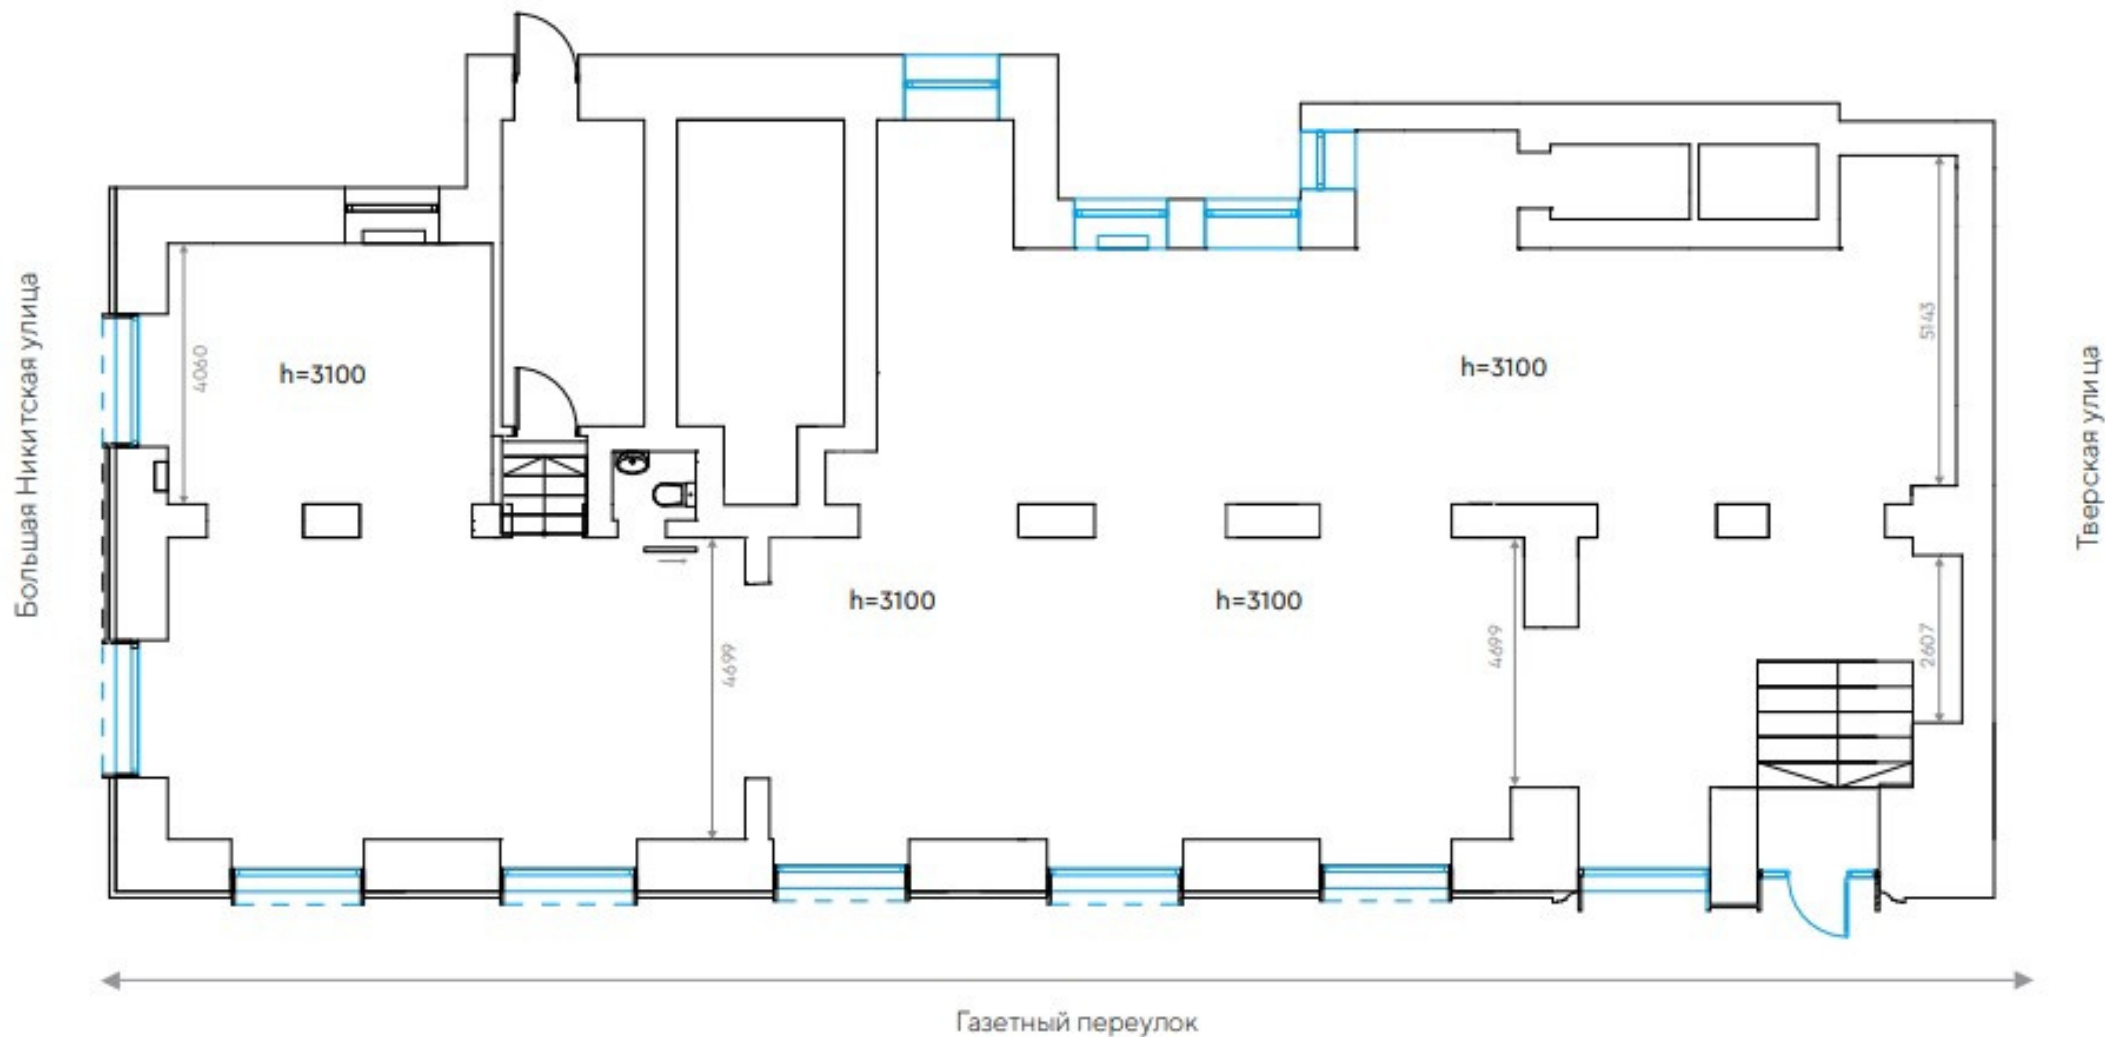 Большая Никитская улица
4060
h=3100
h=3100
5143
Тверская улица
h=3100
h=3100
4699
4699
2607
Газетный переулок